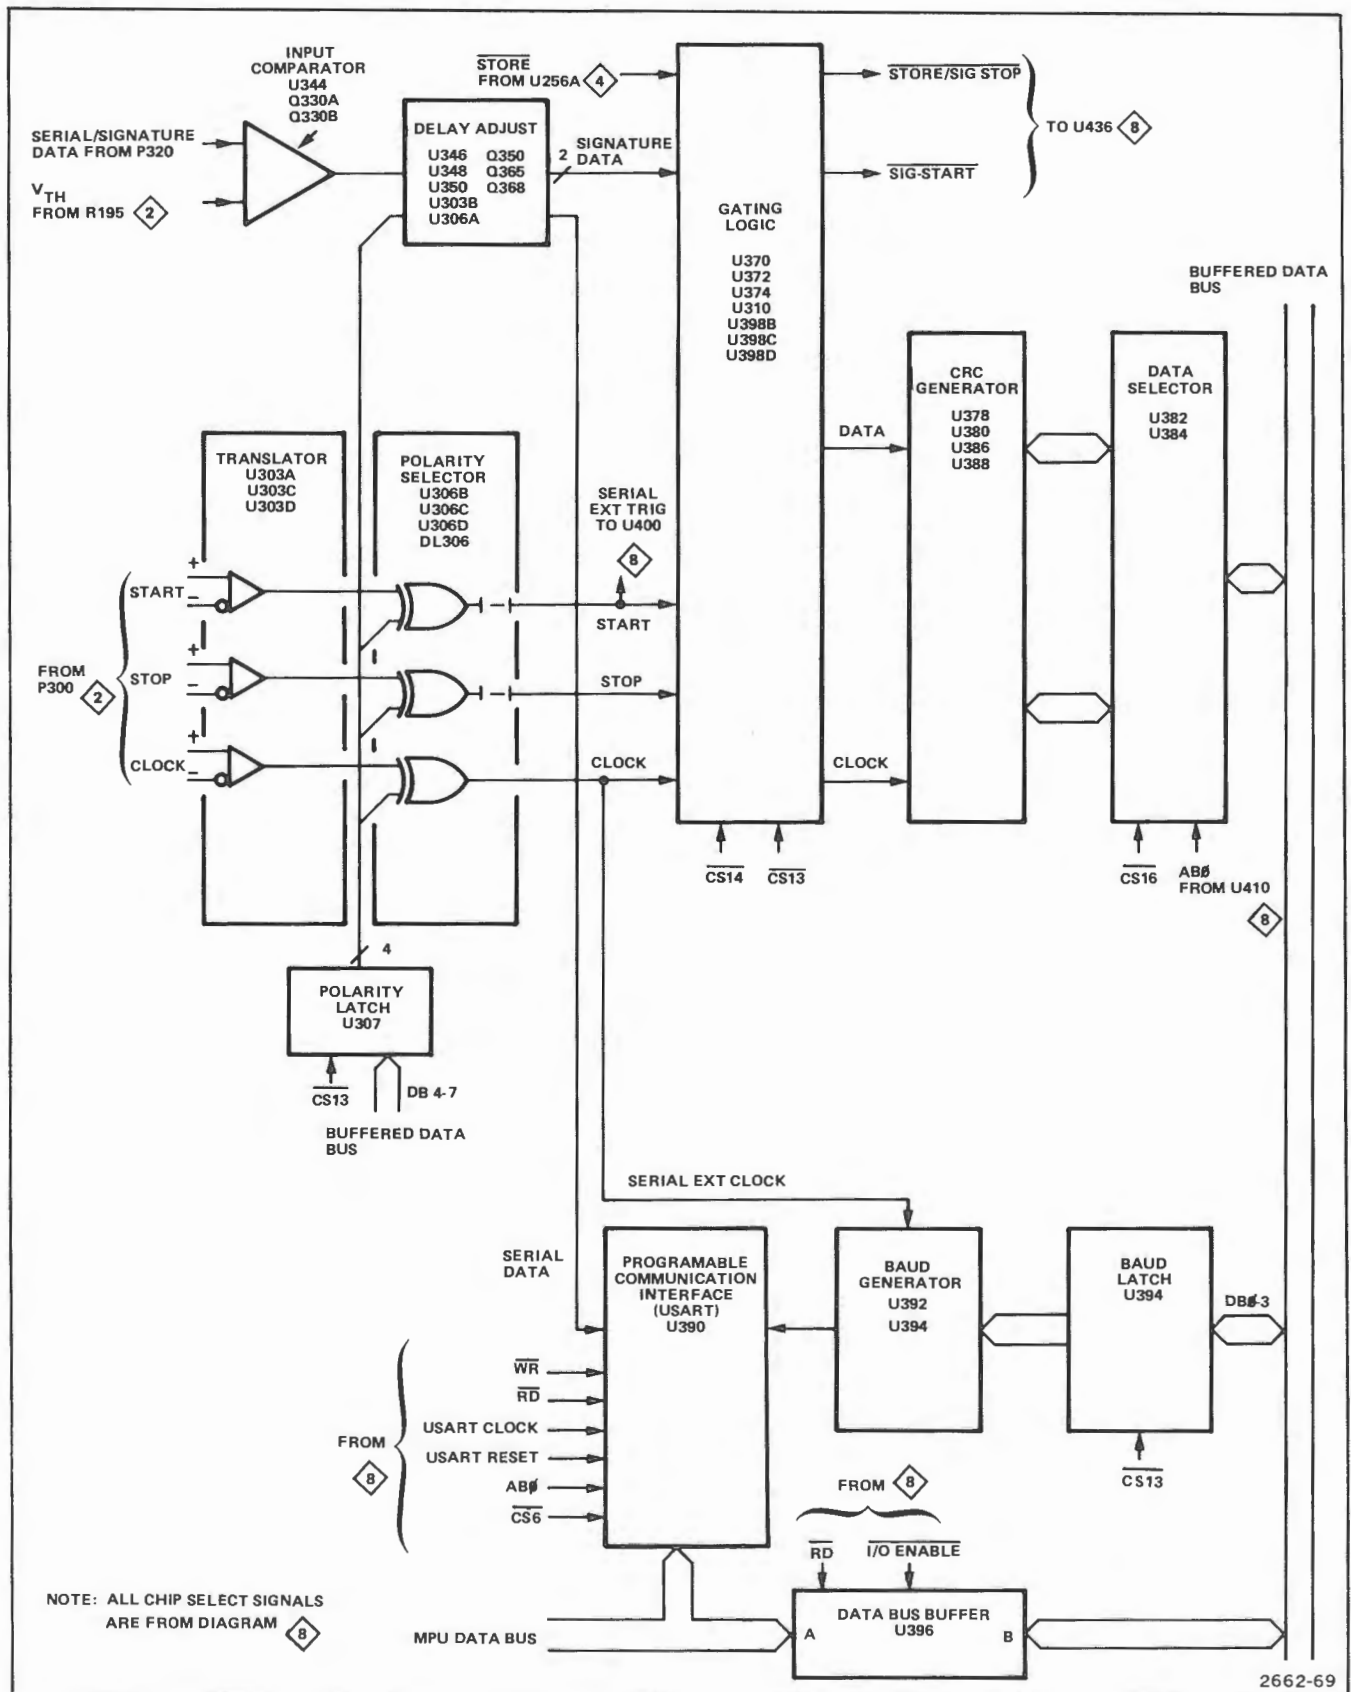 INPUT
COMPARATOR
U344
Q330A
Q330B
SERIAL/SIGNATURE
DATA FROM P320
VTH
FROM R195 2
DELAY ADJUST
U346 Q350
U348 Q365
U350 Q368
U303B
U306A
STORE
FROM U256A 4
2 SIGNATURE
DATA
GATING
LOGIC
U370
U372
U374
U310
U398B
U398C
U398D
STORE/SIG STOP
SIG-START
TO U436 8
BUFFERED DATA
BUS
CRC
GENERATOR
U378
U380
U386
U388
DATA
SELECTOR
U382
U384
DATA
CLOCK
TRANSLATOR
U303A
U303C
U303D
POLARITY
SELECTOR
U306B
U306C
U306D
DL306
SERIAL
EXT TRIG
TO U400
8
FROM
P300 2
+
START
−
+
STOP
−
+
CLOCK
−
START
STOP
CLOCK
CS14 CS13
CS16 ABØ
FROM U410
8
4
POLARITY
LATCH
U307
CS13
DB 4-7
BUFFERED DATA
BUS
SERIAL EXT CLOCK
SERIAL
DATA
PROGRAMABLE
COMMUNICATION
INTERFACE
(USART)
U390
BAUD
GENERATOR
U392
U394
BAUD
LATCH
U394
DBØ-3
CS13
FROM
8
WR
RD
USART CLOCK
USART RESET
ABØ
CS6
FROM 8
RD I/O ENABLE
DATA BUS BUFFER
U396
A B
MPU DATA BUS
NOTE: ALL CHIP SELECT SIGNALS
ARE FROM DIAGRAM 8
2662-69